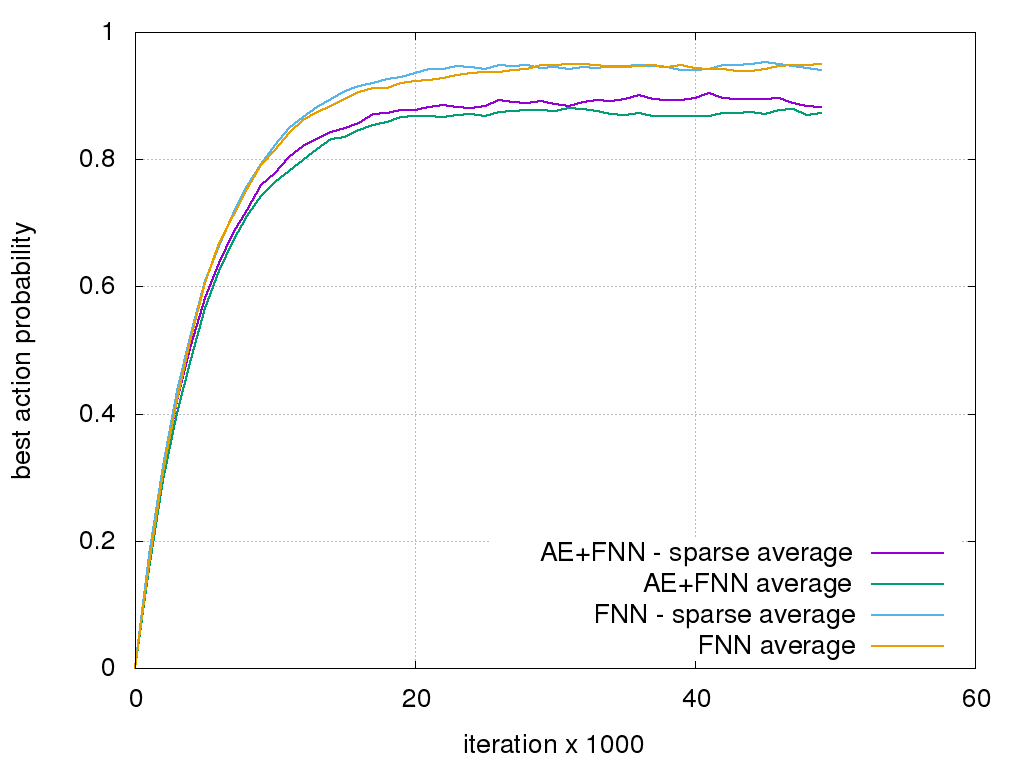 1
0.8
0.6
0.4
0.2
0
0
20
40
60
best action probability
iteration x 1000
AE+FNN - sparse average
AE+FNN average
FNN - sparse average
FNN average